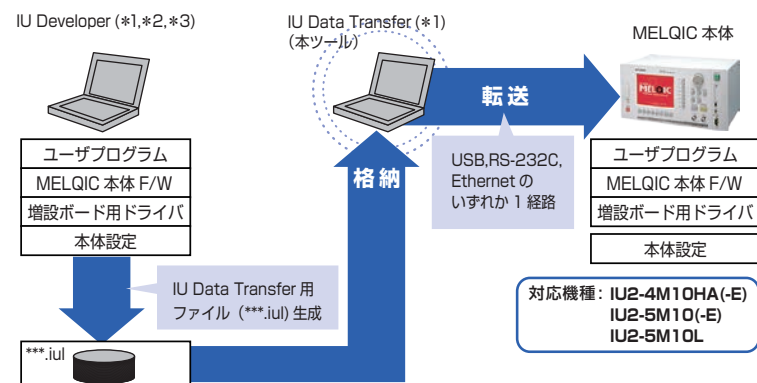 IU Developer (*1,*2,*3)
IU Data Transfer (*1)
(本ツール)
MELQIC 本体
転送
MELQIC
ユーザプログラム
MELQIC 本体 F/W
増設ボード用ドライバ
本体設定
格納
USB,RS-232C,
Ethernet の
いずれか 1 経路
ユーザプログラム
MELQIC 本体 F/W
増設ボード用ドライバ
本体設定
IU Data Transfer 用
ファイル (***.iul) 生成
対応機種: IU2-4M10HA(-E)
IU2-5M10(-E)
IU2-5M10L
***.iul